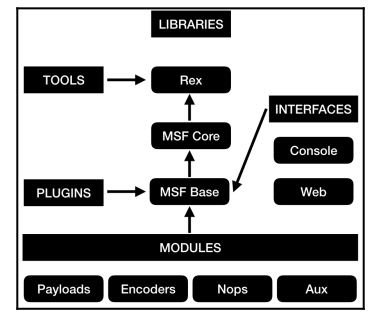 LIBRARIES
TOOLS
Rex
INTERFACES
MSF Core
Console
PLUGINS
MSF Base
Web
MODULES
Payloads
Encoders
Nops
Aux